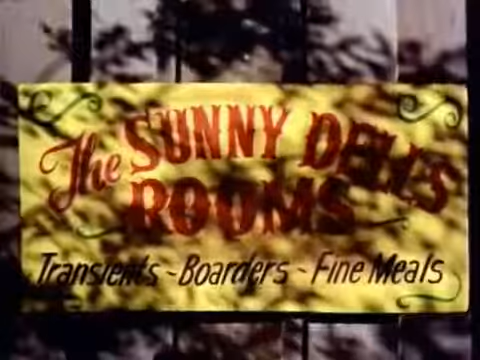 The SUNNY DELLS
ROOMS
Transients ~ Boarders ~ Fine Meals